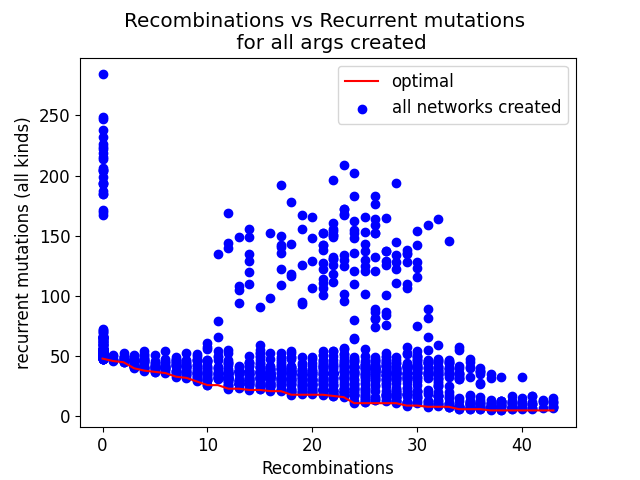 Recombinations vs Recurrent mutations
for all args created
optimal
all networks created
recurrent mutations (all kinds)
250
200
150
100
50
0
0 10 20 30 40
Recombinations